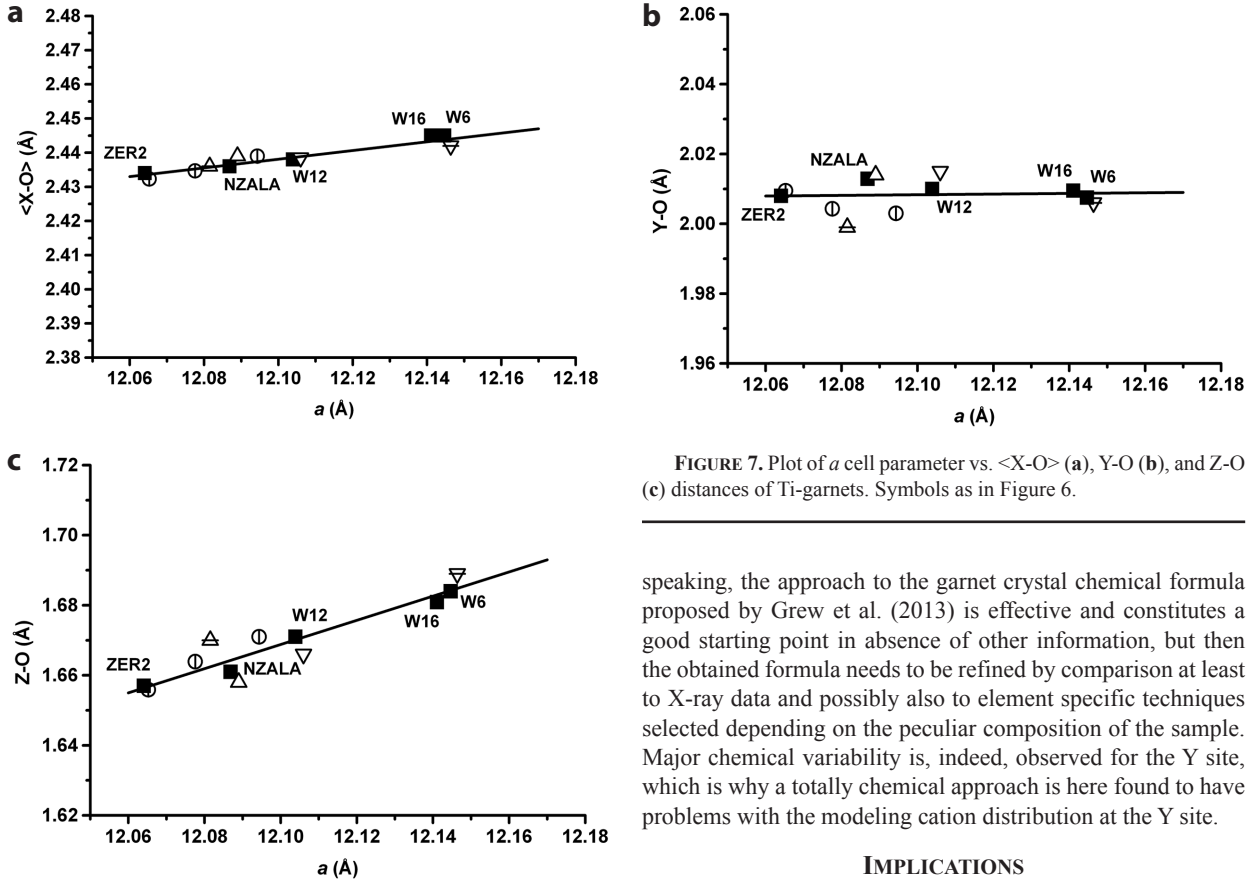 a
2.48
2.47
2.46
2.45
2.44
2.43
2.42
2.41
2.40
2.39
2.38
<X-O> (Å)
ZER2
NZALA
W12
W16 W6
12.06 12.08 12.10 12.12 12.14 12.16 12.18
a (Å)
b
2.04
2.02
2.00
1.98
1.96
Y-O (Å)
ZER2
NZALA
W12
W16
W6
12.06 12.08 12.10 12.12 12.14 12.16 12.18
a (Å)
c
1.72
1.70
1.68
1.66
1.64
1.62
Z-O (Å)
ZER2
NZALA
W12
W16
W6
12.06 12.08 12.10 12.12 12.14 12.16 12.18
a (Å)
FIGURE 7. Plot of a cell parameter vs. <X-O> (a), Y-O (b), and Z-O
(c) distances of Ti-garnets. Symbols as in Figure 6.
speaking, the approach to the garnet crystal chemical formula
proposed by Grew et al. (2013) is effective and constitutes a
good starting point in absence of other information, but then
the obtained formula needs to be refined by comparison at least
to X-ray data and possibly also to element specific techniques
selected depending on the peculiar composition of the sample.
Major chemical variability is, indeed, observed for the Y site,
which is why a totally chemical approach is here found to have
problems with the modeling cation distribution at the Y site.
IMPLICATIONS